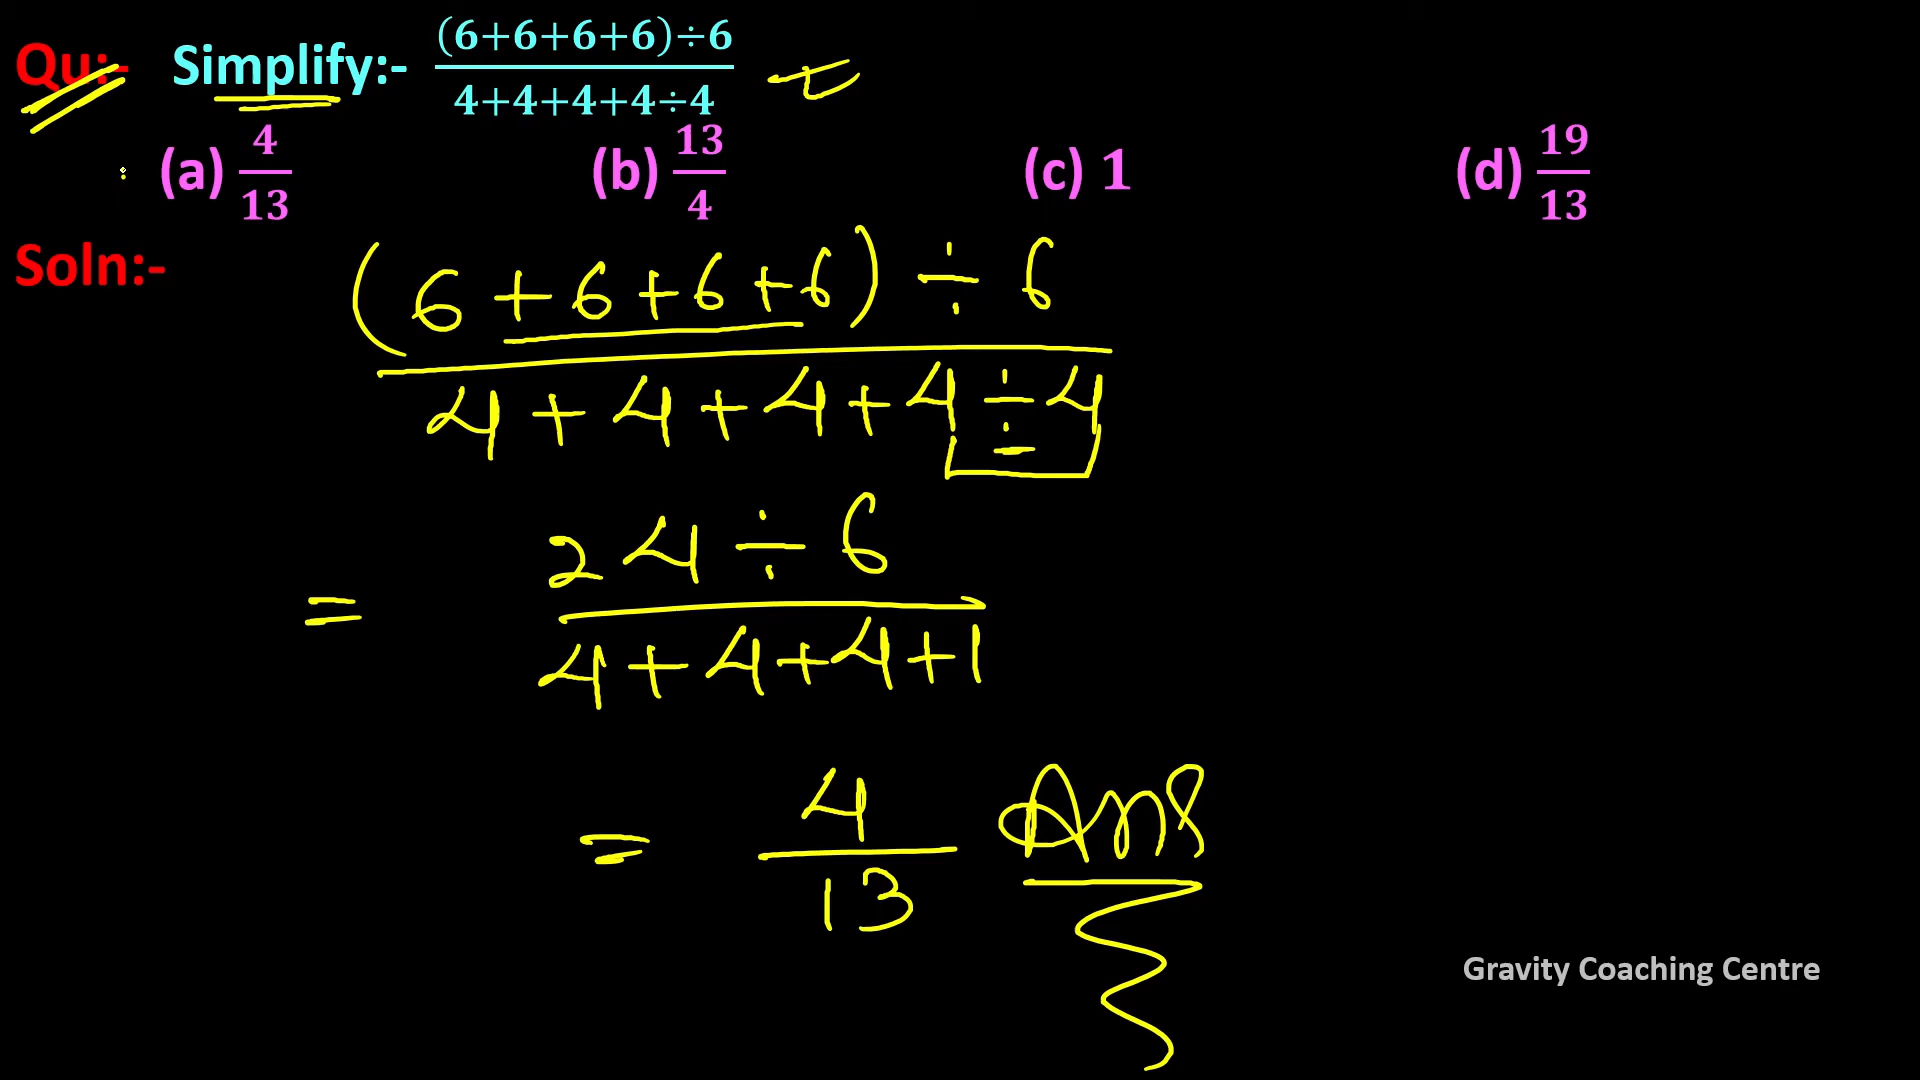 Qu:- Simplify:- (6+6+6+6)÷6 / 4+4+4+4÷4
(a) 4/13 (b) 13/4 (c) 1 (d) 19/13
Soln:-
(6+6+6+6) ÷ 6
4+4+4+4÷4
= 24÷6 / 4+4+4+1
= 4/13 Ans
Gravity Coaching Centre